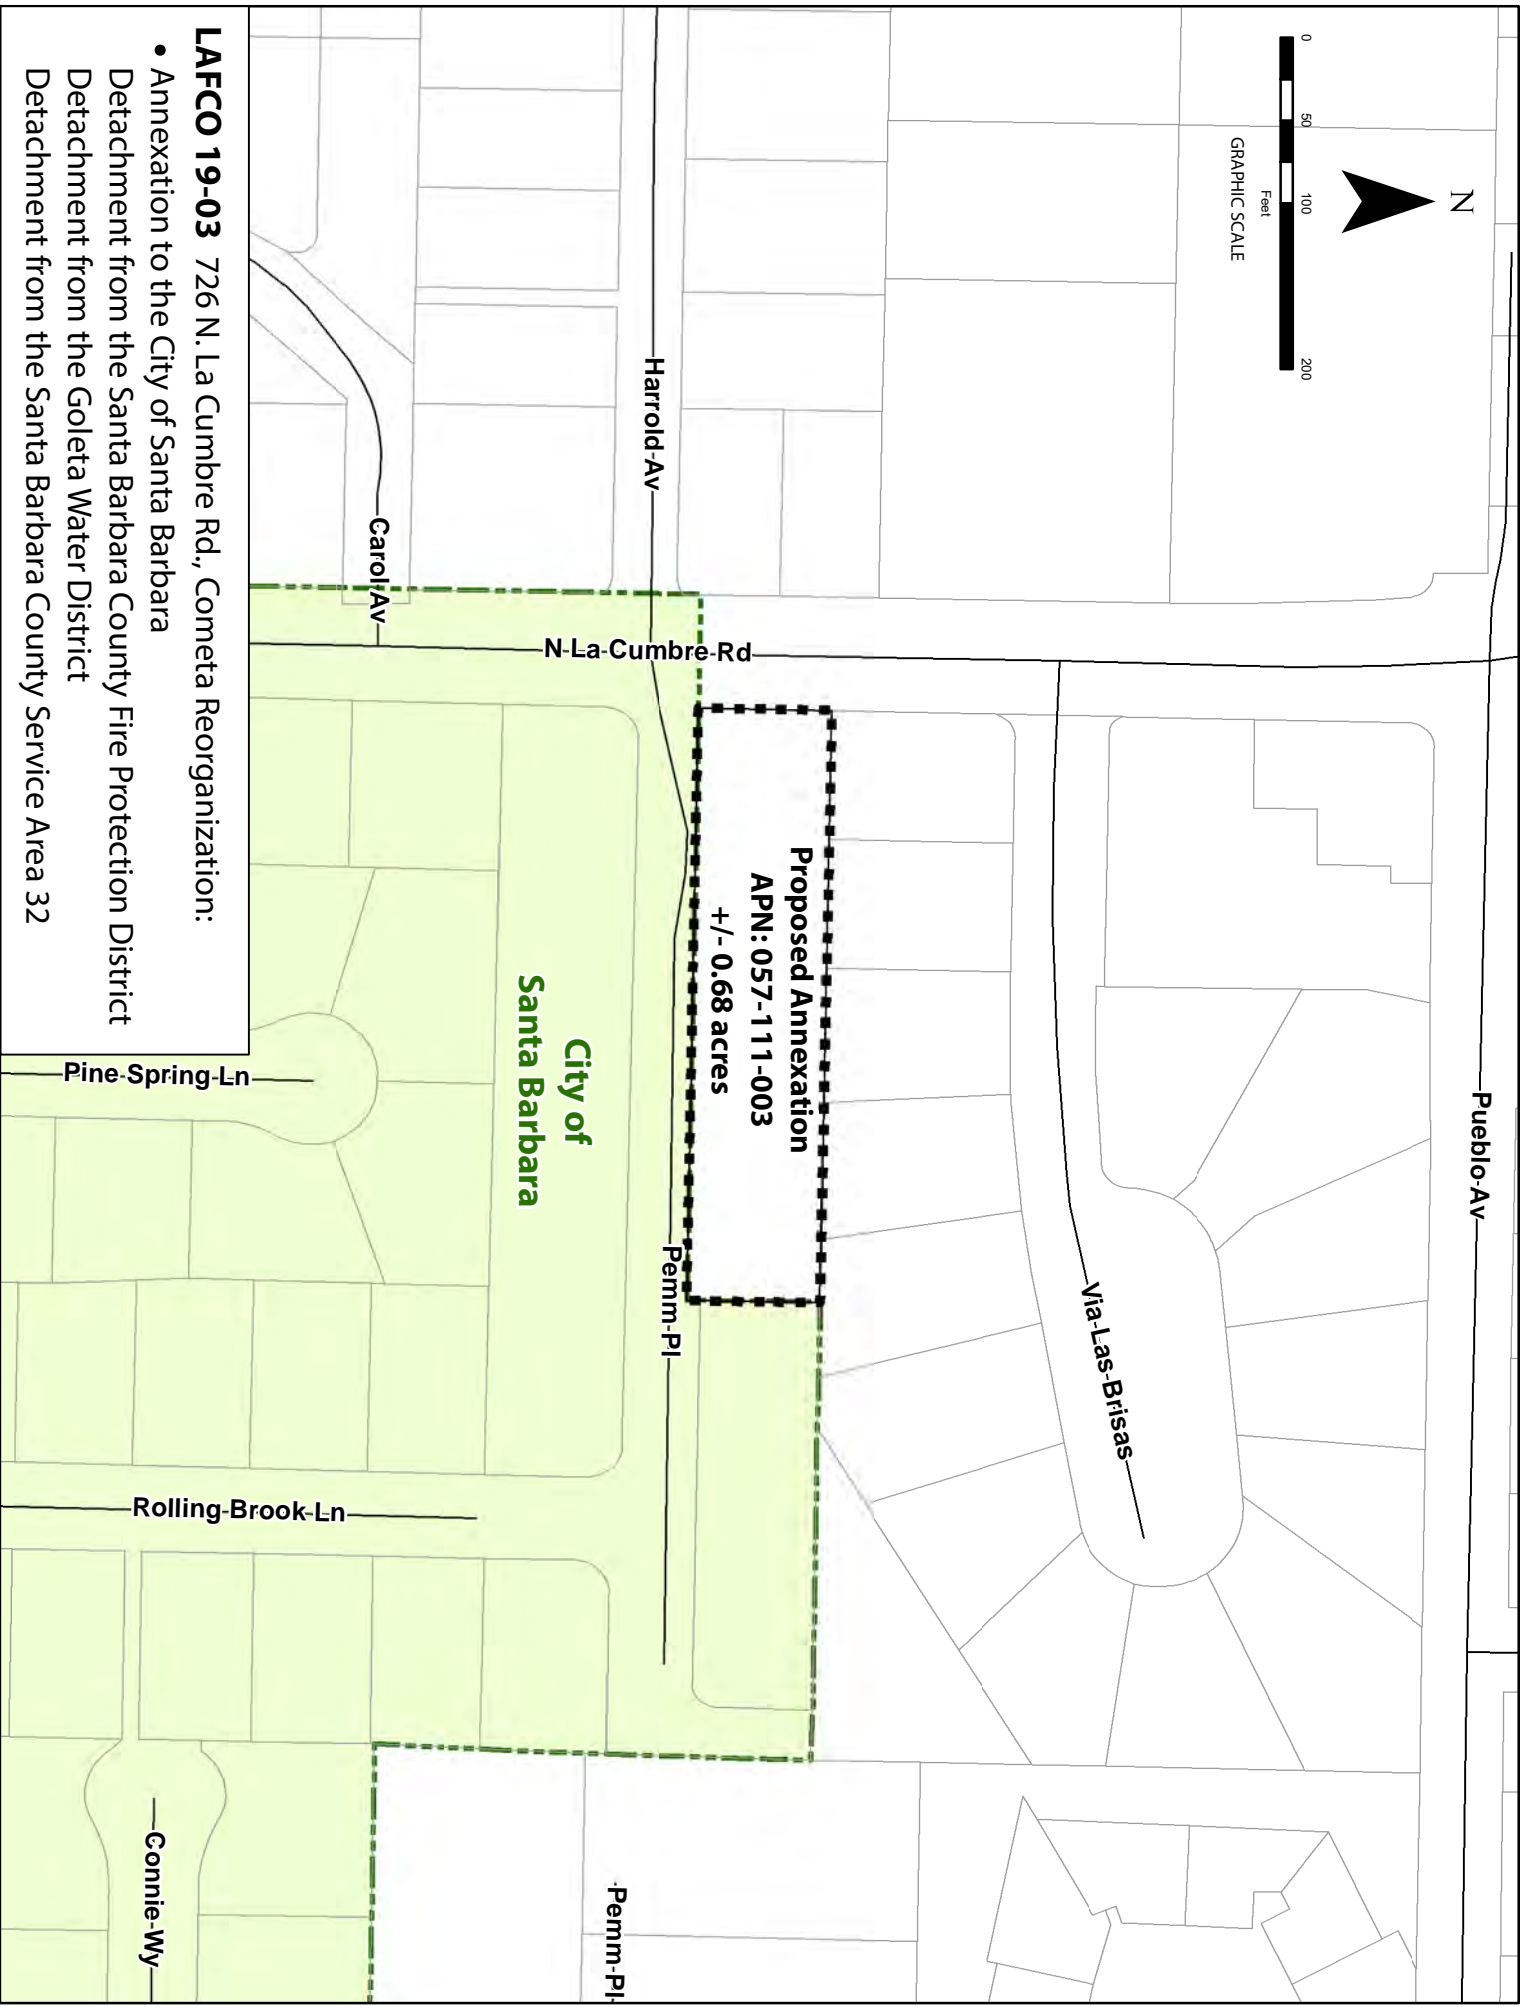 N
0 50 100 200
Feet
GRAPHIC SCALE
Pueblo Av
Via Las Brisas
N La Cumbre Rd
Harrold Av
Carol Av
Proposed Annexation
APN: 057-111-003
+/- 0.68 acres
Pemm Pl
Pemm Pl
City of
Santa Barbara
Pine Spring Ln
Rolling Brook Ln
Connie Wy
LAFCO 19-03 726 N. La Cumbre Rd., Cometa Reorganization:
• Annexation to the City of Santa Barbara
Detachment from the Santa Barbara County Fire Protection District
Detachment from the Goleta Water District
Detachment from the Santa Barbara County Service Area 32